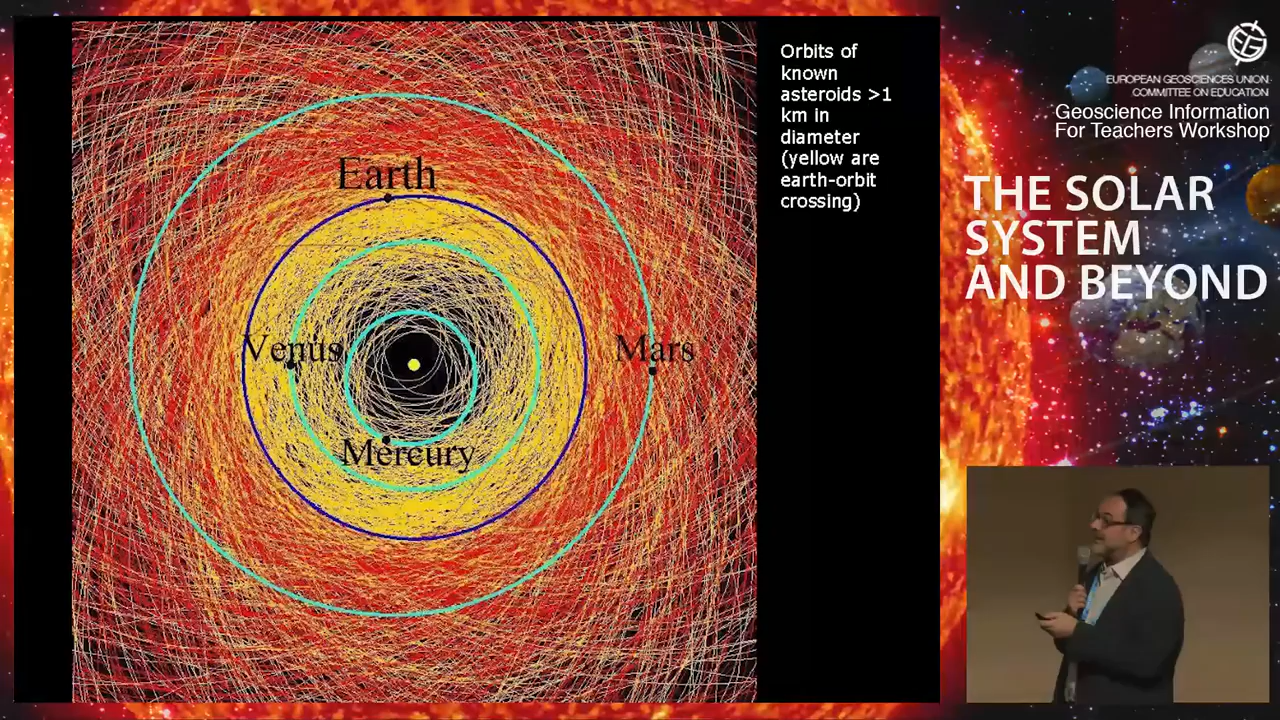 Orbits of
known
asteroids >1
km in
diameter
(yellow are
earth-orbit
crossing)
Earth
Venus
Mars
Mercury
EGU
EUROPEAN GEOSCIENCES UNION
COMMITTEE ON EDUCATION
Geoscience Information
For Teachers Workshop
THE SOLAR
SYSTEM
AND BEYOND